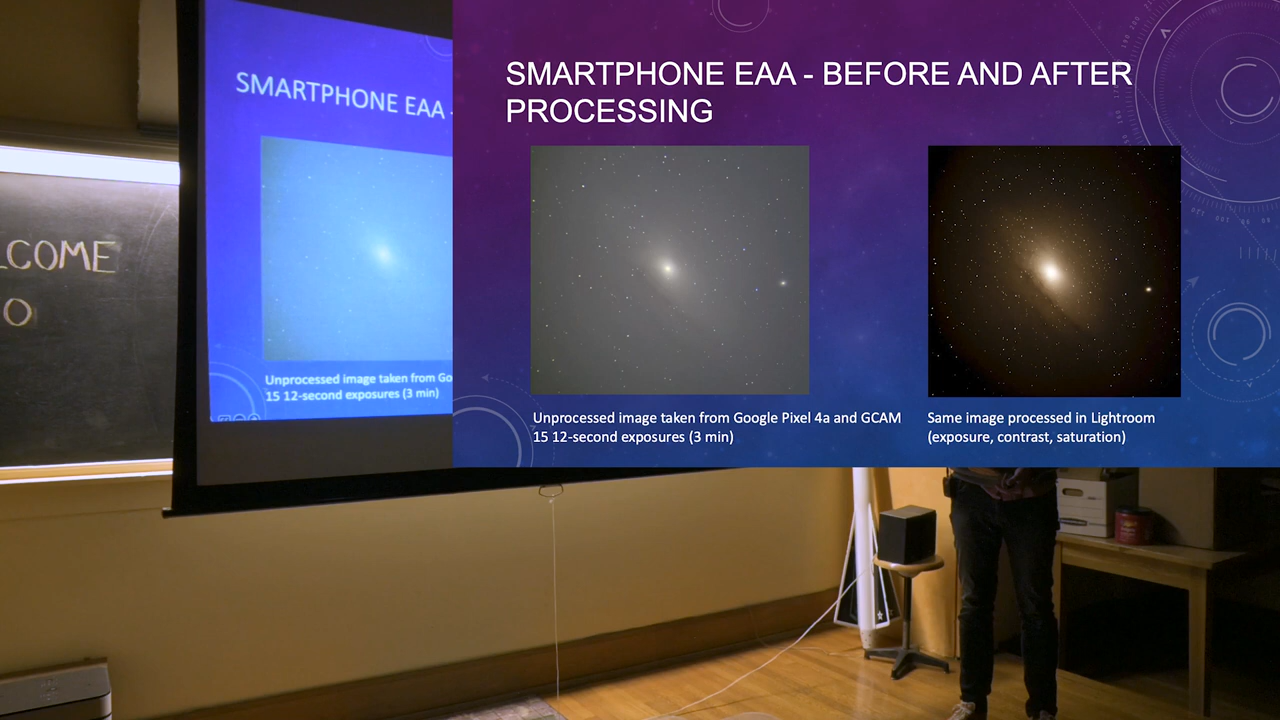 LCOME
O
SMARTPHONE EAA -
Unprocessed image taken from Go
15 12-second exposures (3 min)
SMARTPHONE EAA - BEFORE AND AFTER
PROCESSING
Unprocessed image taken from Google Pixel 4a and GCAM
15 12-second exposures (3 min)
Same image processed in Lightroom
(exposure, contrast, saturation)